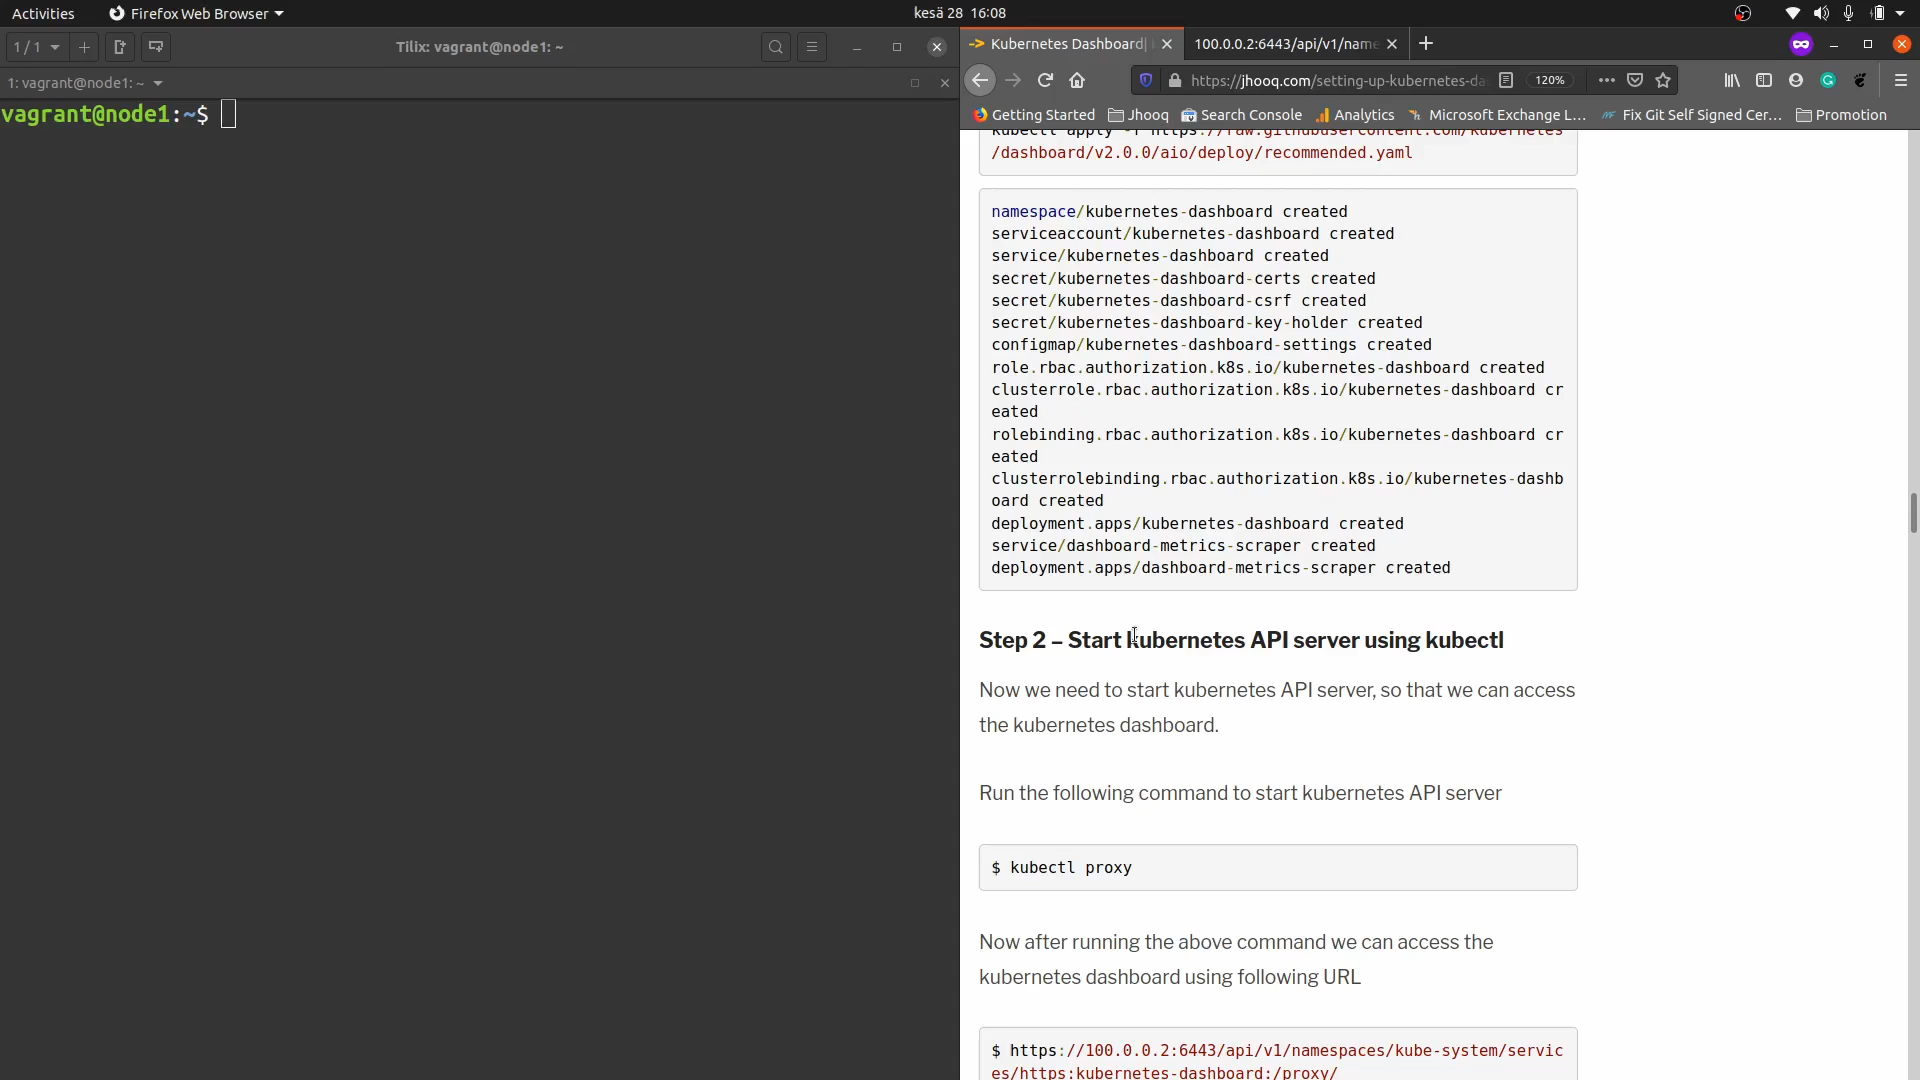 Activities
Firefox Web Browser
kesä 28 16:08
1 / 1
Tilix: vagrant@node1: ~
1: vagrant@node1: ~
vagrant@node1:~$
Kubernetes Dashboard|
100.0.0.2:6443/api/v1/name
https://jhooq.com/setting-up-kubernetes-da
120%
Getting Started
Jhooq
Search Console
Analytics
Microsoft Exchange L...
Fix Git Self Signed Cer...
Promotion
kubectl apply -f https://raw.githubusercontent.com/kubernetes
/dashboard/v2.0.0/aio/deploy/recommended.yaml
namespace/kubernetes-dashboard created
serviceaccount/kubernetes-dashboard created
service/kubernetes-dashboard created
secret/kubernetes-dashboard-certs created
secret/kubernetes-dashboard-csrf created
secret/kubernetes-dashboard-key-holder created
configmap/kubernetes-dashboard-settings created
role.rbac.authorization.k8s.io/kubernetes-dashboard created
clusterrole.rbac.authorization.k8s.io/kubernetes-dashboard cr
eated
rolebinding.rbac.authorization.k8s.io/kubernetes-dashboard cr
eated
clusterrolebinding.rbac.authorization.k8s.io/kubernetes-dashb
oard created
deployment.apps/kubernetes-dashboard created
service/dashboard-metrics-scraper created
deployment.apps/dashboard-metrics-scraper created
Step 2 – Start kubernetes API server using kubectl
Now we need to start kubernetes API server, so that we can access
the kubernetes dashboard.
Run the following command to start kubernetes API server
$ kubectl proxy
Now after running the above command we can access the
kubernetes dashboard using following URL
$ https://100.0.0.2:6443/api/v1/namespaces/kube-system/servic
es/https:kubernetes-dashboard:/proxy/